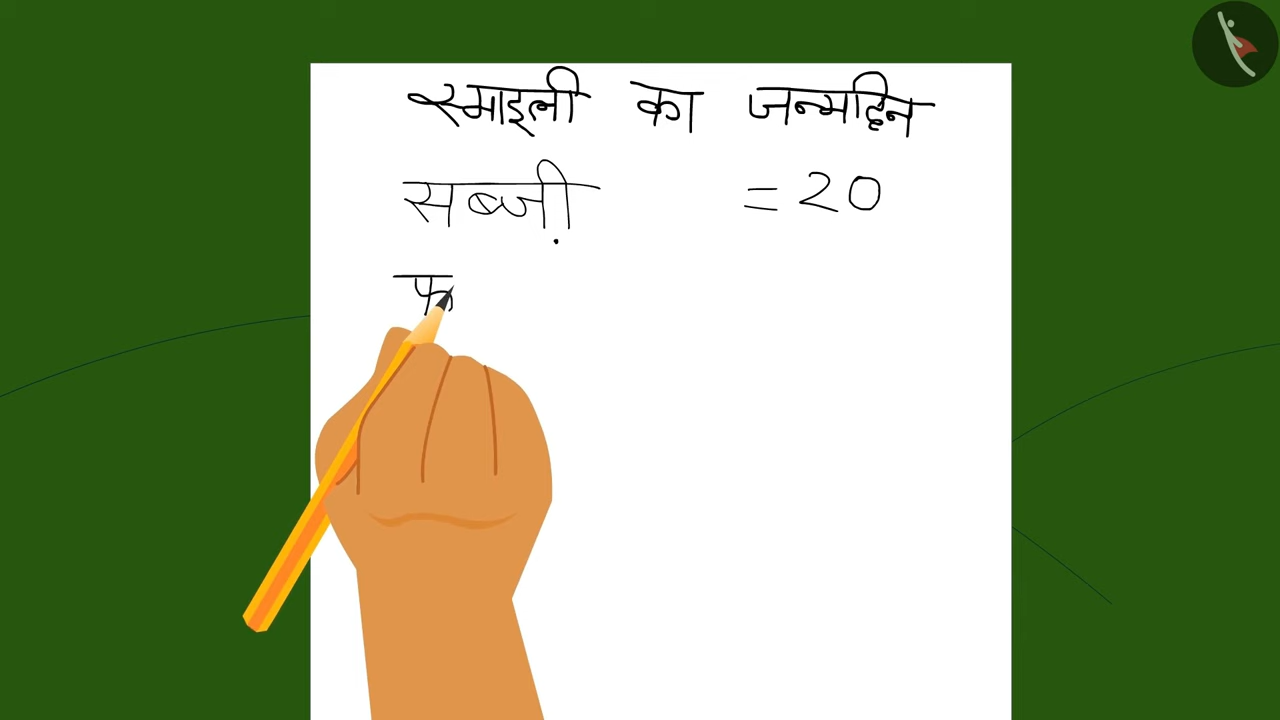 स्माइली का जन्मदिन
सब्जी़ = 20
फ